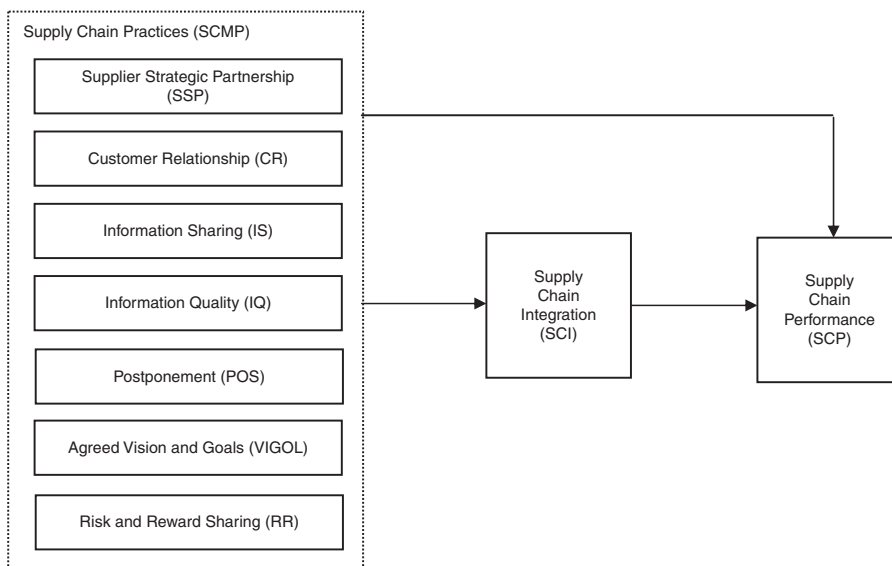 Supply Chain Practices (SCMP)
Supplier Strategic Partnership
(SSP)
Customer Relationship (CR)
Information Sharing (IS)
Information Quality (IQ)
Postponement (POS)
Agreed Vision and Goals (VIGOL)
Risk and Reward Sharing (RR)
Supply
Chain
Integration
(SCI)
Supply
Chain
Performance
(SCP)